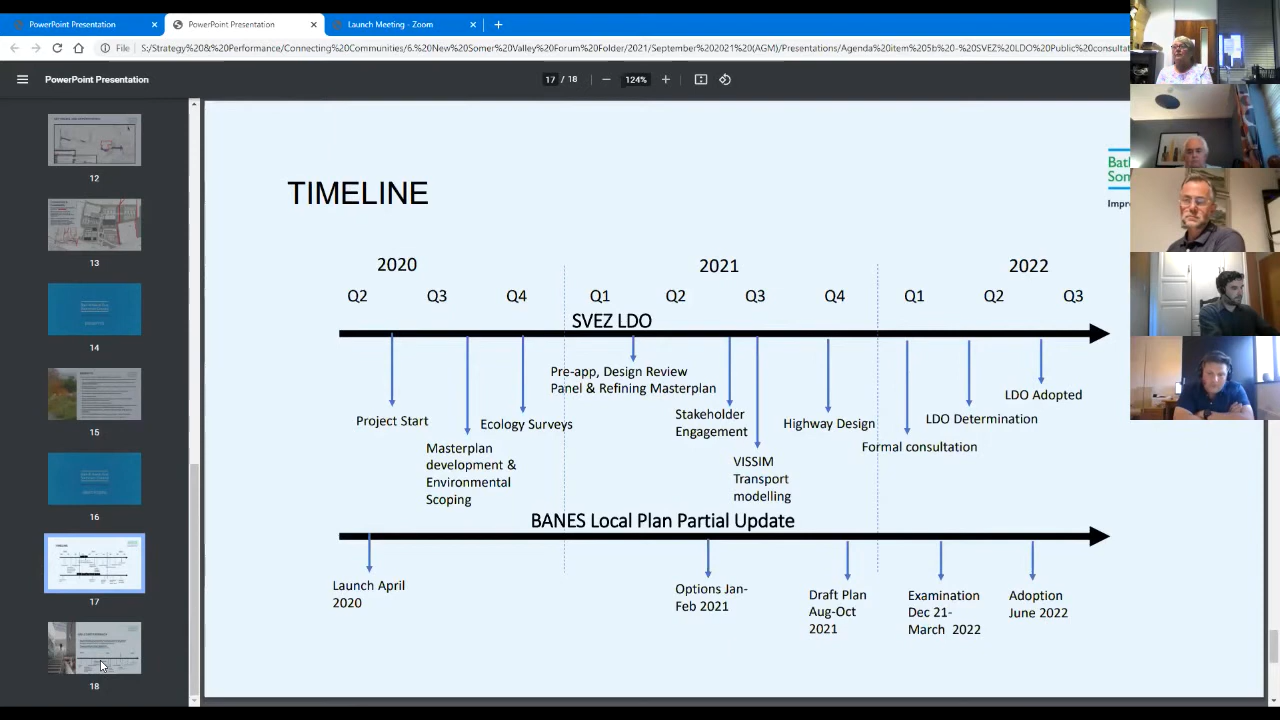 PowerPoint Presentation
PowerPoint Presentation
Launch Meeting - Zoom
File
S:/Strategy%20&%20Performance/Connecting%20Communities/6.%20New%20Somer%20Valley%20Forum%20Folder/2021/September%202021%20(AGM)/Presentations/Agenda%20item%205b%20-%20SVEZ%20LDO%20Public%20consultat
PowerPoint Presentation
17 / 18
124%
12
13
14
15
16
17
18
TIMELINE
Bath
Som
Impro
2020
2021
2022
Q2
Q3
Q4
Q1
Q2
Q3
Q4
Q1
Q2
Q3
SVEZ LDO
Project Start
Masterplan
development &
Environmental
Scoping
Ecology Surveys
Pre-app, Design Review
Panel & Refining Masterplan
Stakeholder
Engagement
VISSIM
Transport
modelling
Highway Design
Formal consultation
LDO Determination
LDO Adopted
BANES Local Plan Partial Update
Launch April
2020
Options Jan-
Feb 2021
Draft Plan
Aug-Oct
2021
Examination
Dec 21-
March 2022
Adoption
June 2022